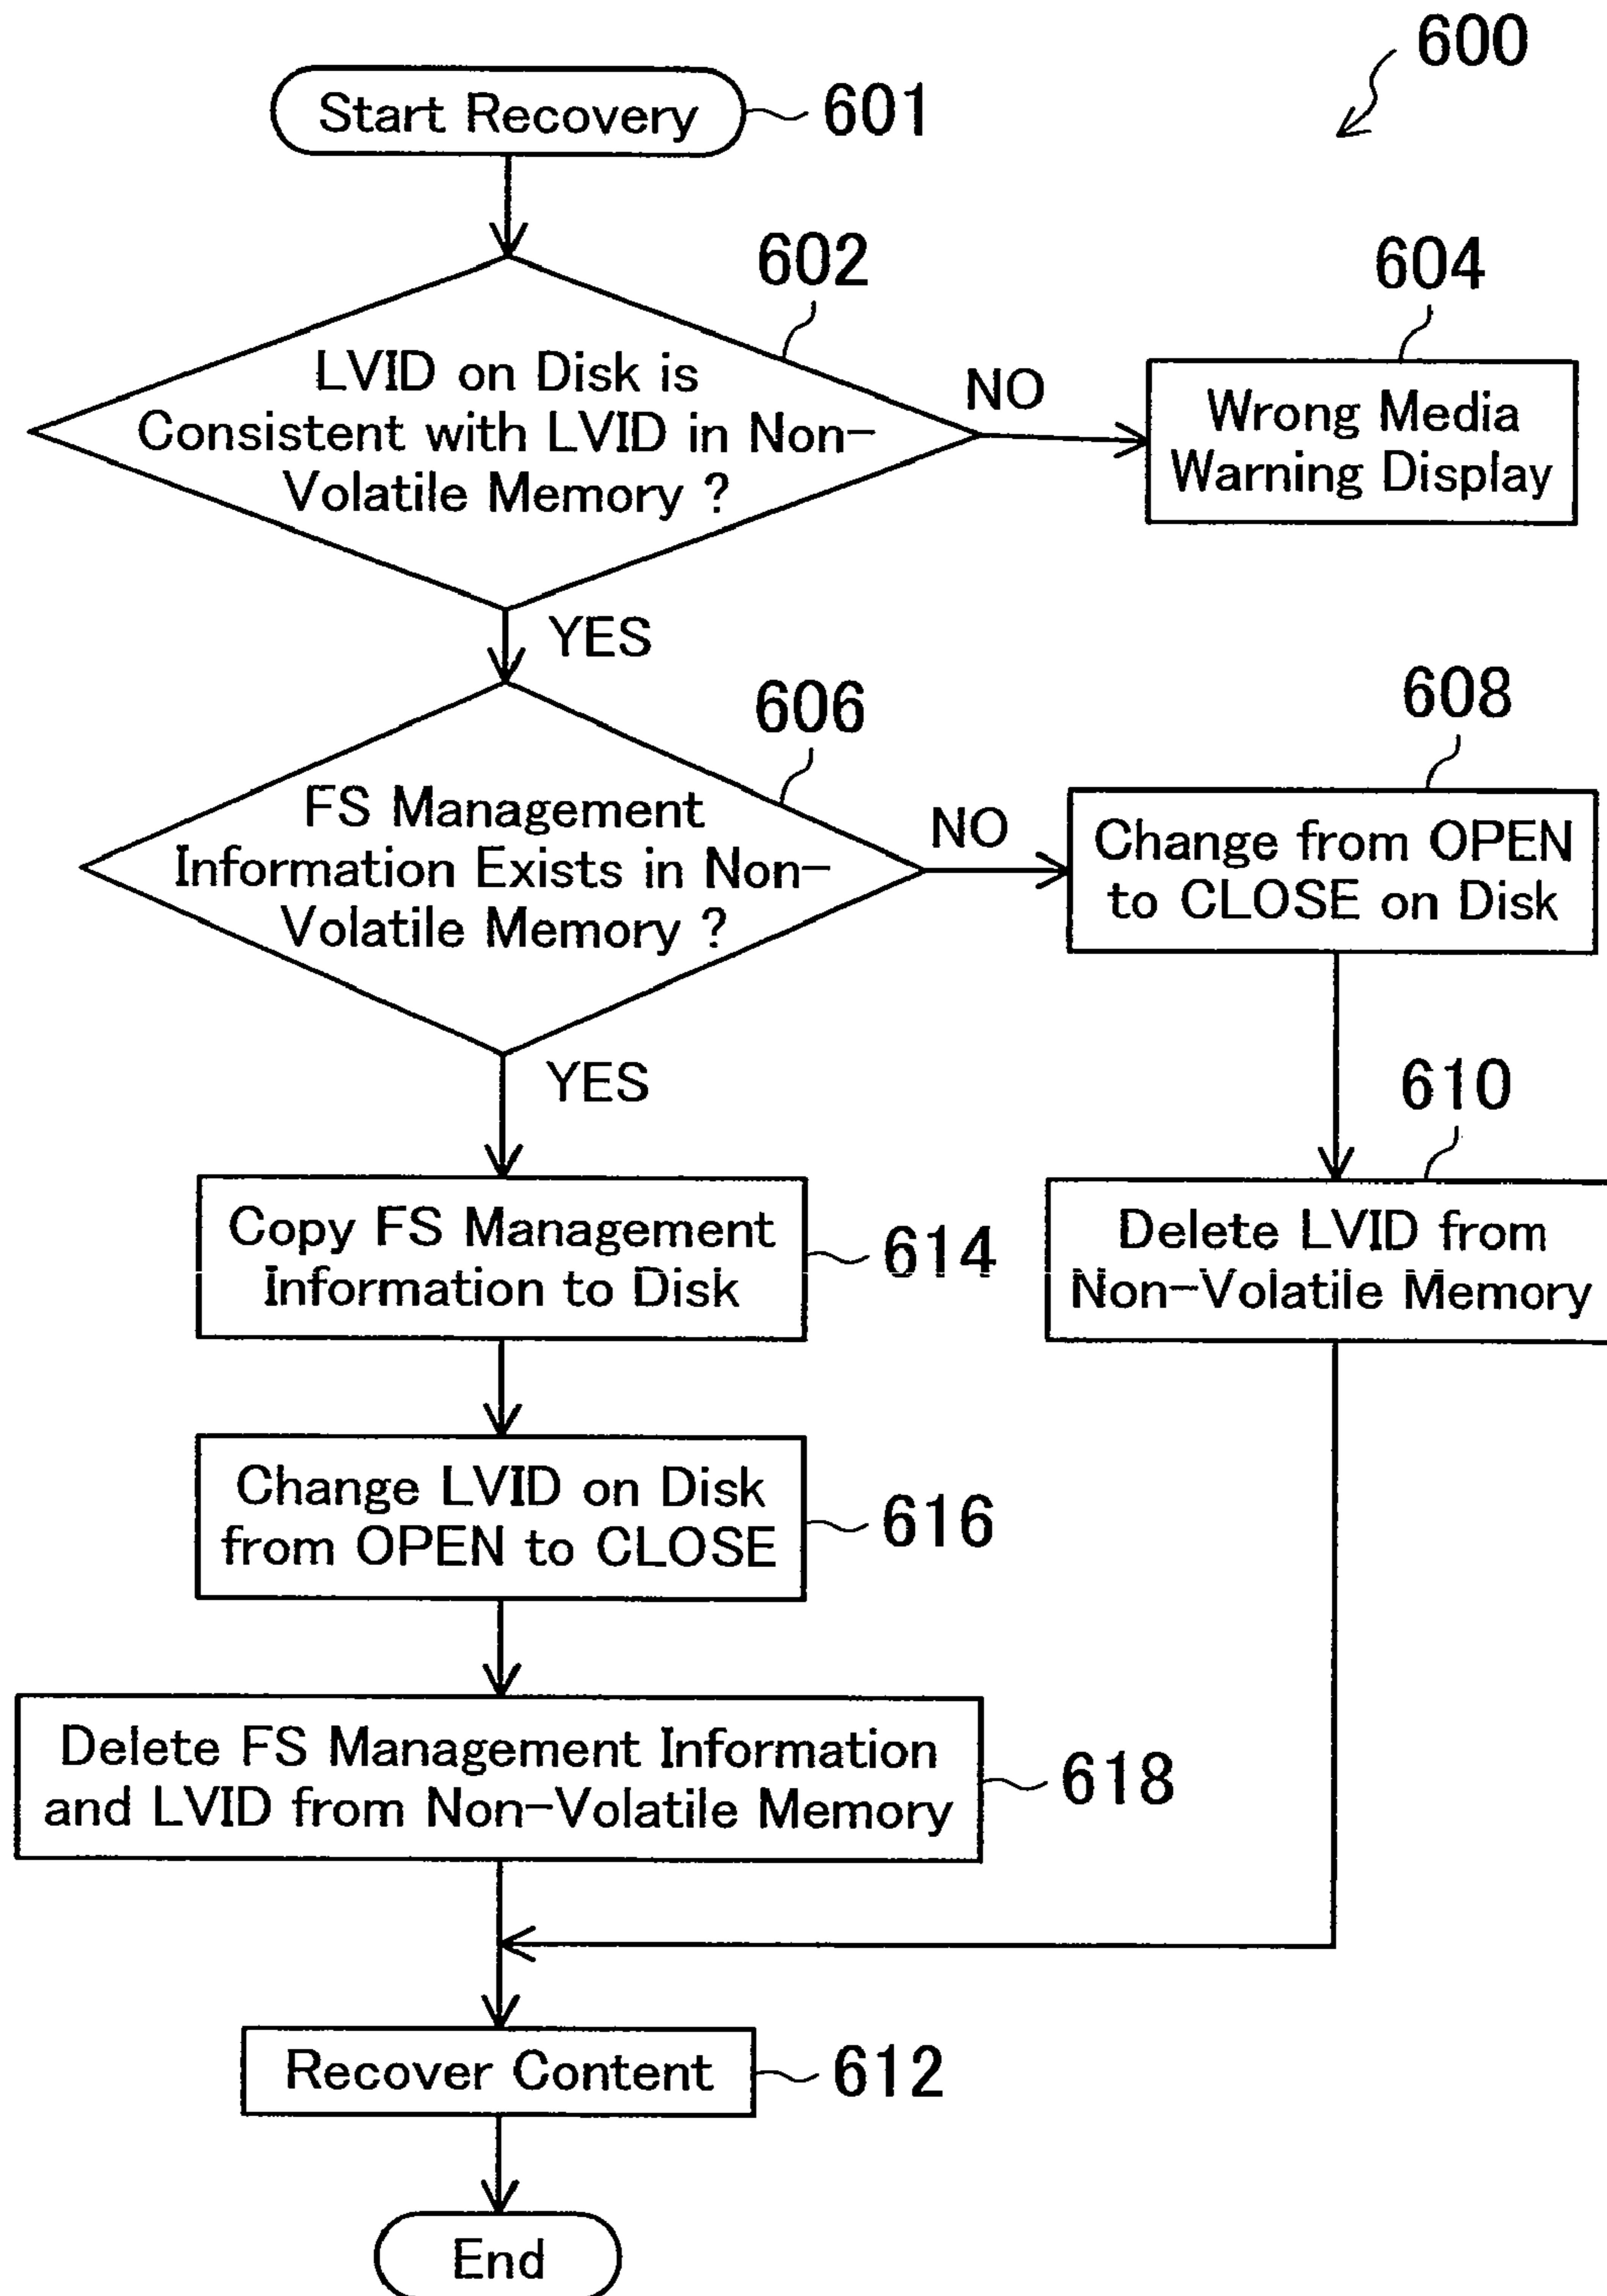 600
Start Recovery
601
602
LVID on Disk is
Consistent with LVID in Non-
Volatile Memory ?
NO
604
Wrong Media
Warning Display
YES
606
FS Management
Information Exists in Non-
Volatile Memory ?
NO
608
Change from OPEN
to CLOSE on Disk
YES
610
Delete LVID from
Non-Volatile Memory
Copy FS Management
Information to Disk
614
Change LVID on Disk
from OPEN to CLOSE
616
Delete FS Management Information
and LVID from Non-Volatile Memory
618
Recover Content
612
End